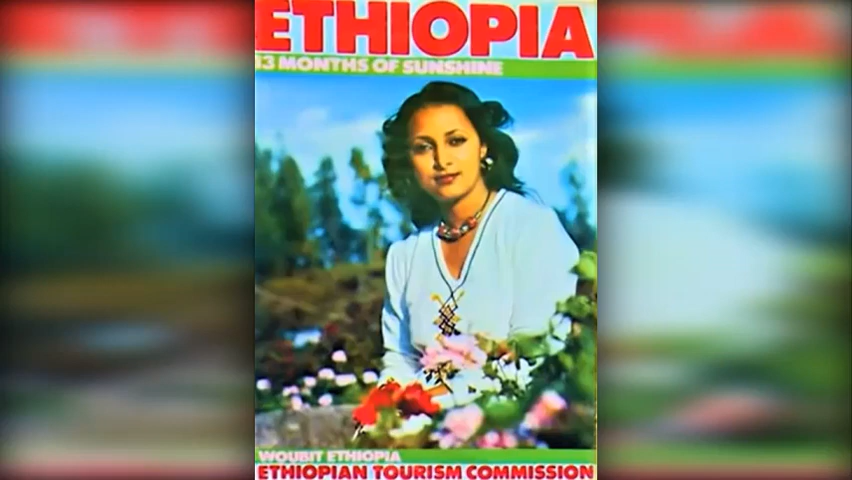 ETHIOPIA
13 MONTHS OF SUNSHINE
WOUBIT ETHIOPIA
ETHIOPIAN TOURISM COMMISSION